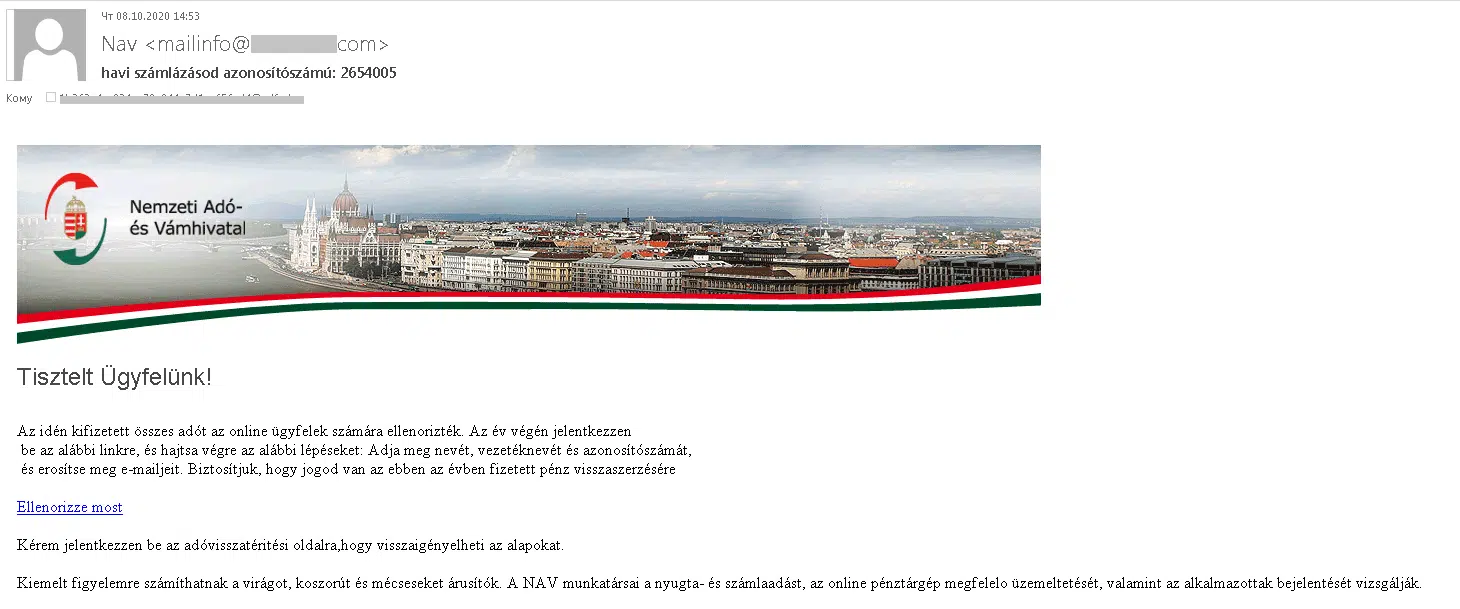 Чт 08.10.2020 14:53
Nav <mailinfo@ com>
havi számlázásod azonosítószámú: 2654005
Кому
Nemzeti Adó-
és Vámhivatal
Tisztelt Ügyfelünk!
Az idén kifizetett összes adót az online ügyfelek számára ellenorizték. Az év végén jelentkezzen
be az alábbi linkre, és hajtsa végre az alábbi lépéseket: Adja meg nevét, vezetéknevét és azonosítószámát,
és erosítse meg e-mailjeit. Biztosítjuk, hogy jogod van az ebben az évben fizetett pénz visszaszerzésére
Ellenorizze most
Kérem jelentkezzen be az adóvisszatéritési oldalra,hogy visszaigényelheti az alapokat.
Kiemelt figyelemre számíthatnak a virágot, koszorút és mécseseket árusítók. A NAV munkatársai a nyugta- és számlaadást, az online pénztárgép megfelelo üzemeltetését, valamint az alkalmazottak bejelentését vizsgálják.